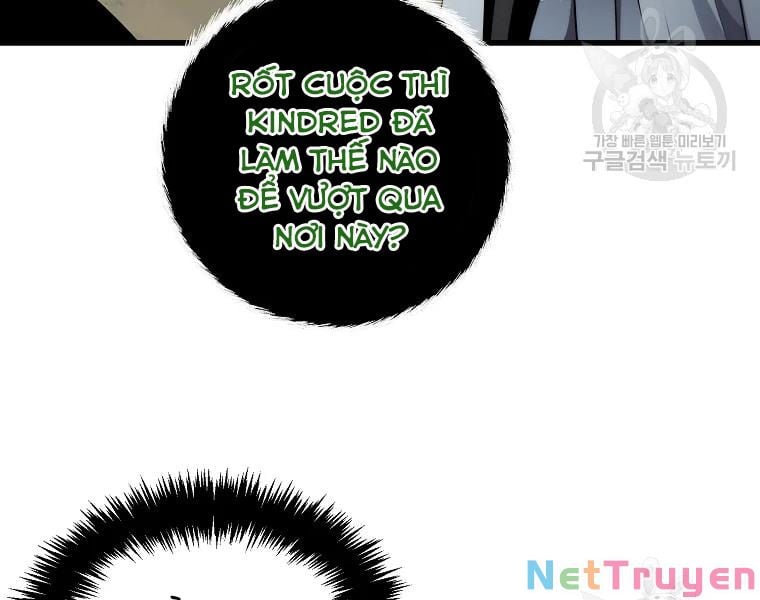 RỐT CUỘC THÌ
KINDRED ĐÃ
LÀM THẾ NÀO
ĐỂ VƯỢT QUA
NƠI NÀY?
가장 빠른 웹툰 미리보기
구글검색 뉴토끼
NetTruyen